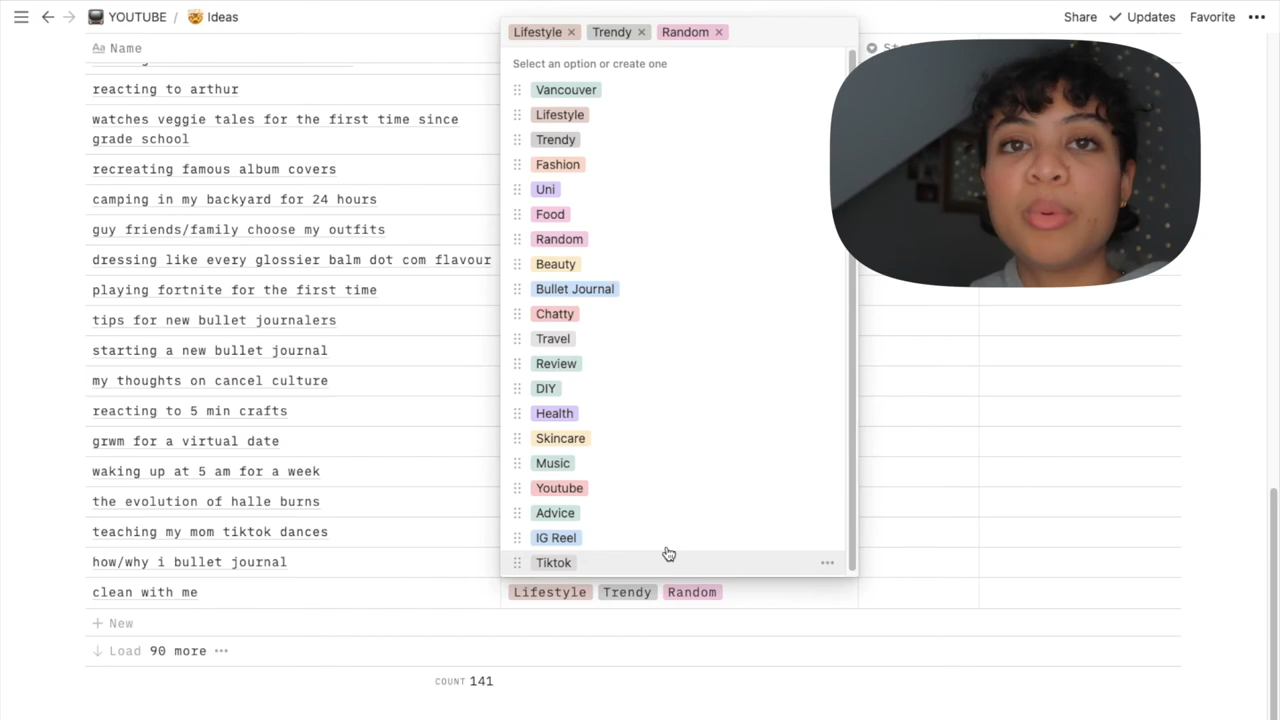 YOUTUBE / Ideas
Share Updates Favorite
Aa Name
reacting to arthur
watches veggie tales for the first time since
grade school
recreating famous album covers
camping in my backyard for 24 hours
guy friends/family choose my outfits
dressing like every glossier balm dot com flavour
playing fortnite for the first time
tips for new bullet journalers
starting a new bullet journal
my thoughts on cancel culture
reacting to 5 min crafts
grwm for a virtual date
waking up at 5 am for a week
the evolution of halle burns
teaching my mom tiktok dances
how/why i bullet journal
clean with me
Lifestyle Trendy Random
+ New
Load 90 more
COUNT 141
Lifestyle × Trendy × Random ×
Select an option or create one
Vancouver
Lifestyle
Trendy
Fashion
Uni
Food
Random
Beauty
Bullet Journal
Chatty
Travel
Review
DIY
Health
Skincare
Music
Youtube
Advice
IG Reel
Tiktok